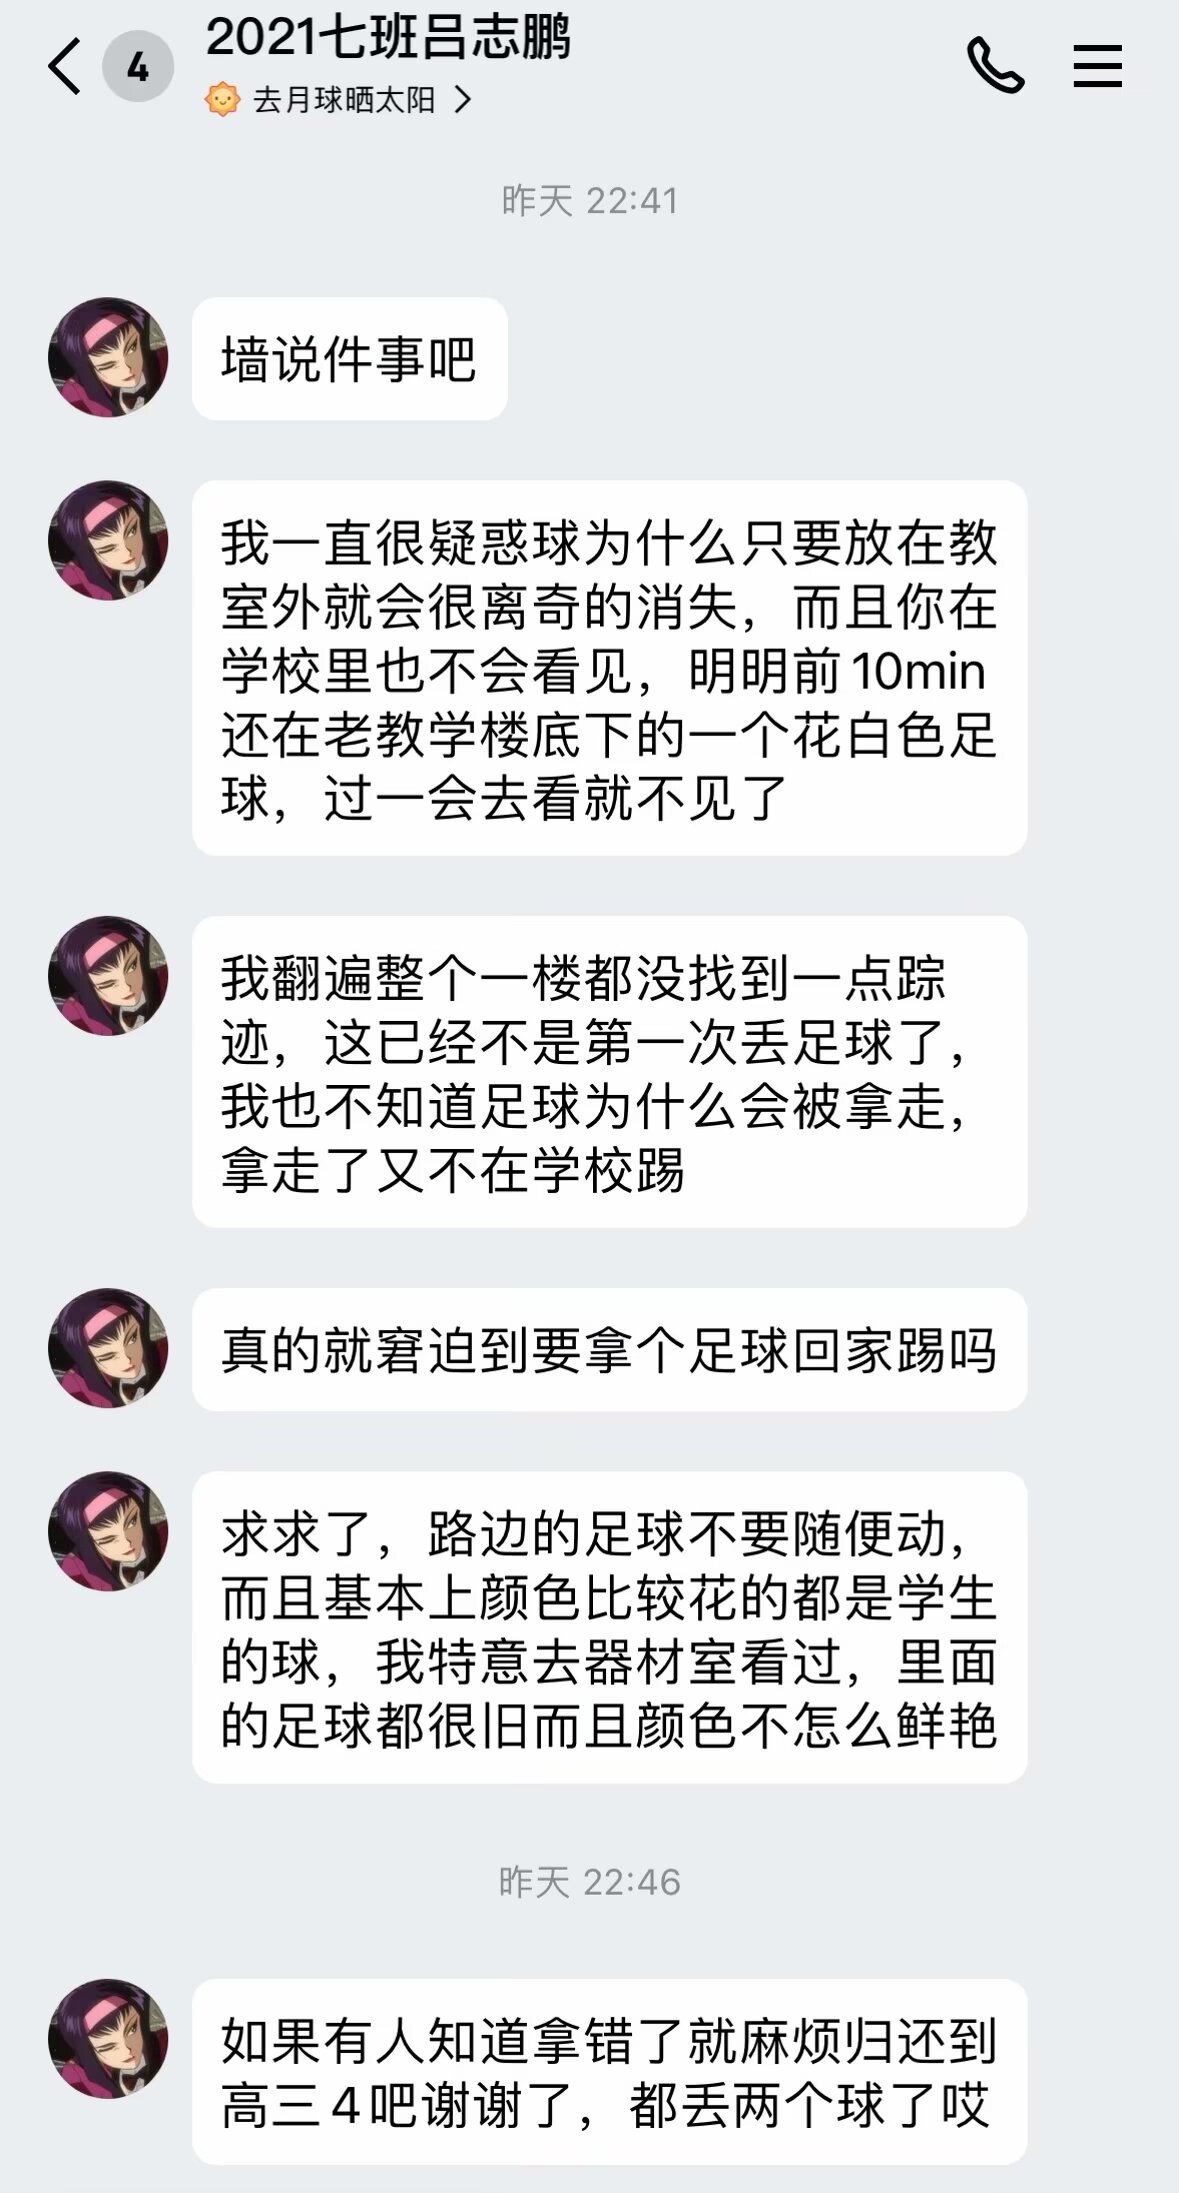 4
2021七班吕志鹏
去月球晒太阳
昨天 22:41
墙说件事吧
我一直很疑惑球为什么只要放在教
室外就会很离奇的消失，而且你在
学校里也不会看见，明明前10min
还在老教学楼底下的一个花白色足
球，过一会去看就不见了
我翻遍整个一楼都没找到一点踪
迹，这已经不是第一次丢足球了，
我也不知道足球为什么会被拿走，
拿走了又不在学校踢
真的就窘迫到要拿个足球回家踢吗
求求了，路边的足球不要随便动，
而且基本上颜色比较花的都是学生
的球，我特意去器材室看过，里面
的足球都很旧而且颜色不怎么鲜艳
昨天 22:46
如果有人知道拿错了就麻烦归还到
高三4吧谢谢了，都丢两个球了哎